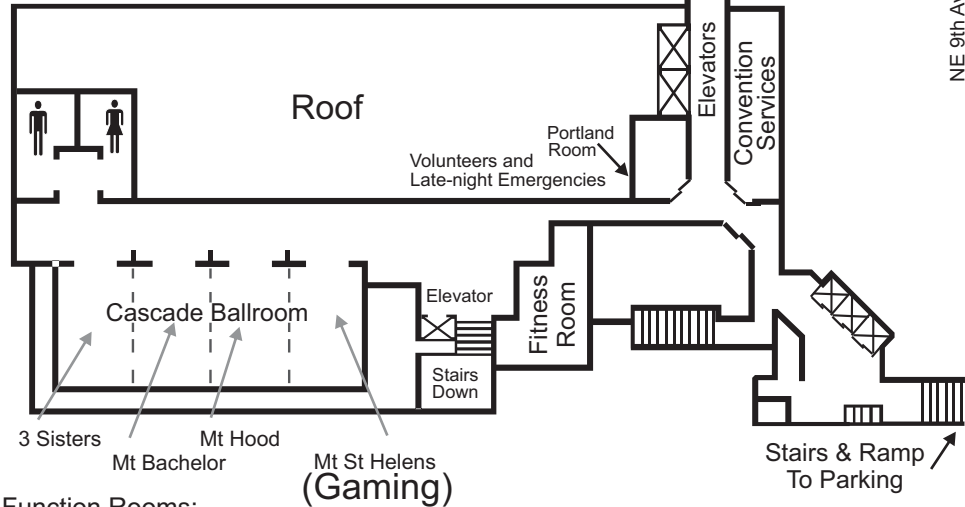 NE 9th Av
Elevators
Convention
Services
Roof
Portland
Room
Volunteers and
Late-night Emergencies
Elevator
Fitness
Room
Cascade Ballroom
Stairs
Down
3 Sisters
Mt Hood
Mt Bachelor
Mt St Helens
(Gaming)
Stairs & Ramp
To Parking
Function Rooms: